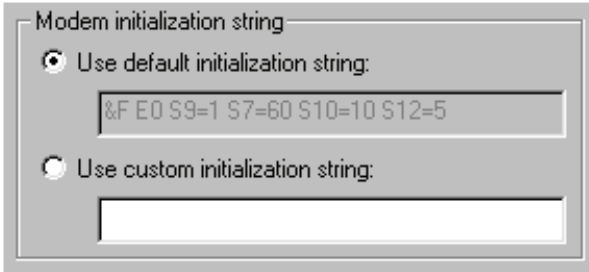 Modem initialization string
Use default initialization string:
&F E0 S9=1 S7=60 S10=10 S12=5
Use custom initialization string: